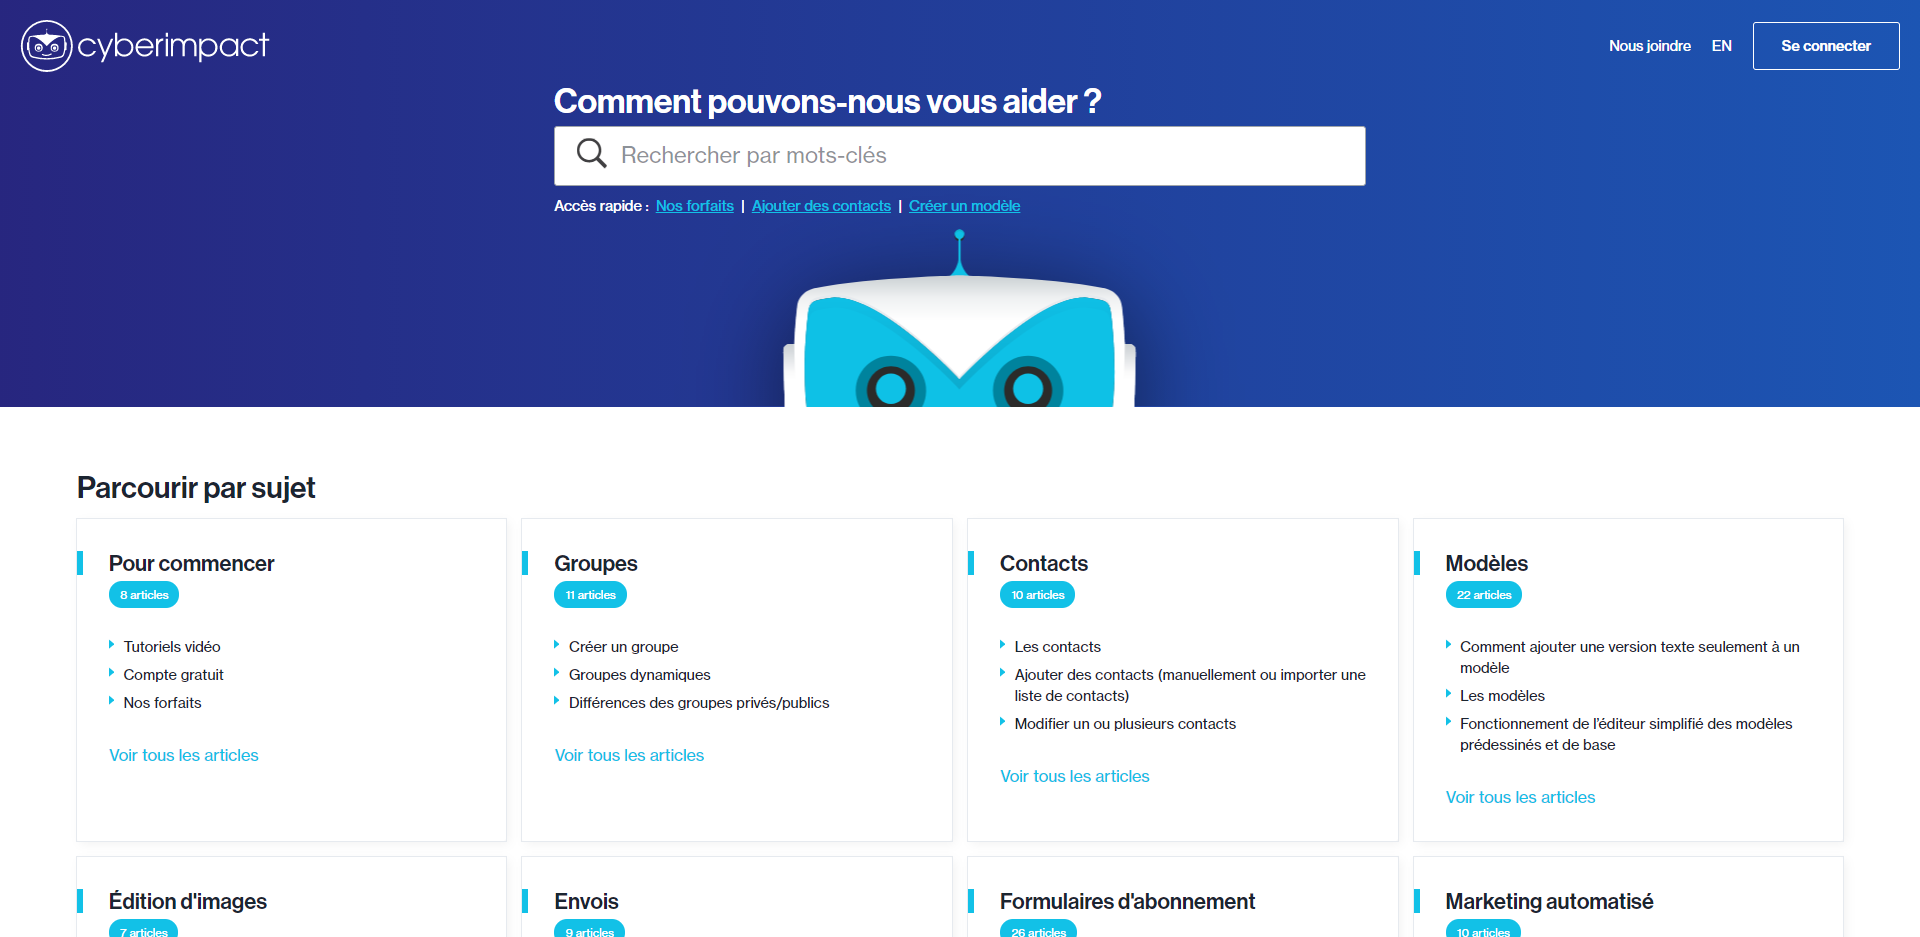 cyberimpact
Nous joindre
EN
Se connecter
Comment pouvons-nous vous aider ?
Rechercher par mots-clés
Accès rapide : Nos forfaits | Ajouter des contacts | Créer un modèle
Parcourir par sujet
Pour commencer
8 articles
Tutoriels vidéo
Compte gratuit
Nos forfaits
Voir tous les articles
Groupes
11 articles
Créer un groupe
Groupes dynamiques
Différences des groupes privés/publics
Voir tous les articles
Contacts
10 articles
Les contacts
Ajouter des contacts (manuellement ou importer une
liste de contacts)
Modifier un ou plusieurs contacts
Voir tous les articles
Modèles
22 articles
Comment ajouter une version texte seulement à un
modèle
Les modèles
Fonctionnement de l'éditeur simplifié des modèles
prédessinés et de base
Voir tous les articles
Édition d'images
7 articles
Envois
9 articles
Formulaires d'abonnement
26 articles
Marketing automatisé
10 articles